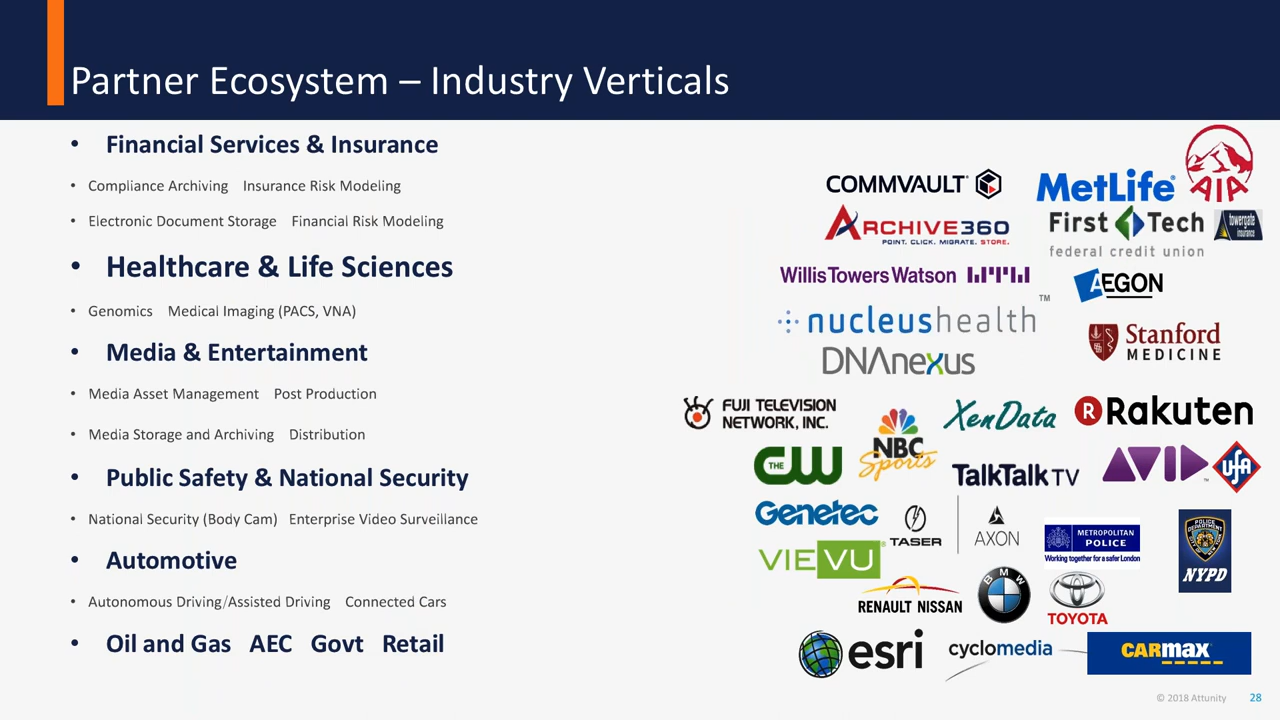 Partner Ecosystem – Industry Verticals
• Financial Services & Insurance
• Compliance Archiving Insurance Risk Modeling
• Electronic Document Storage Financial Risk Modeling
• Healthcare & Life Sciences
• Genomics Medical Imaging (PACS, VNA)
• Media & Entertainment
• Media Asset Management Post Production
• Media Storage and Archiving Distribution
• Public Safety & National Security
• National Security (Body Cam) Enterprise Video Surveillance
• Automotive
• Autonomous Driving/Assisted Driving Connected Cars
• Oil and Gas AEC Govt Retail
COMMVAULT®
MetLife®
AIA
ARCHIVE360
POINT. CLICK. MIGRATE. STORE.
First Tech
federal credit union
towergate
insurance
WillisTowersWatson
AEGON
nucleushealth™
Stanford
MEDICINE
DNAnexus
FUJI TELEVISION
NETWORK, INC.
NBC
Sports
XenData
R Rakuten
THE CW
TalkTalk TV
AVID™
UFA
Genetec
TASER
AXON
METROPOLITAN
POLICE
Working together for a safer London
POLICE
NYPD
VIEVU®
RENAULT NISSAN
BMW
TOYOTA
esri
cyclomedia
CARMAX
© 2018 Attunity 28